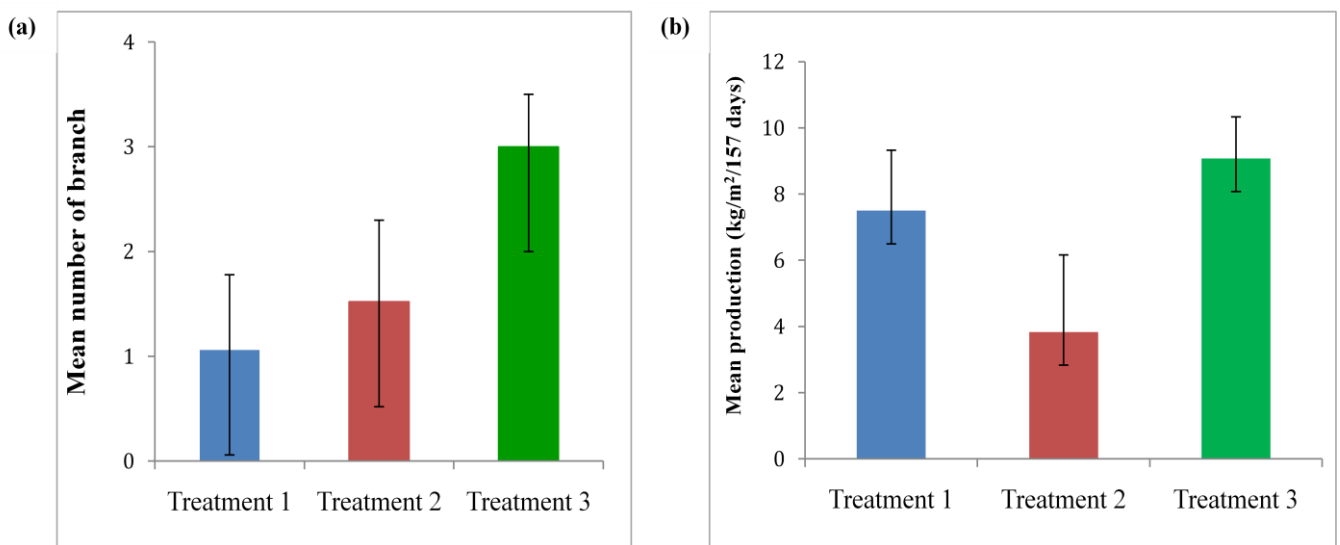 (a)
Mean number of branch
4
3
2
1
0
Treatment 1 Treatment 2 Treatment 3
(b)
Mean production (kg/m²/157 days)
12
10
8
6
4
2
0
Treatment 1 Treatment 2 Treatment 3